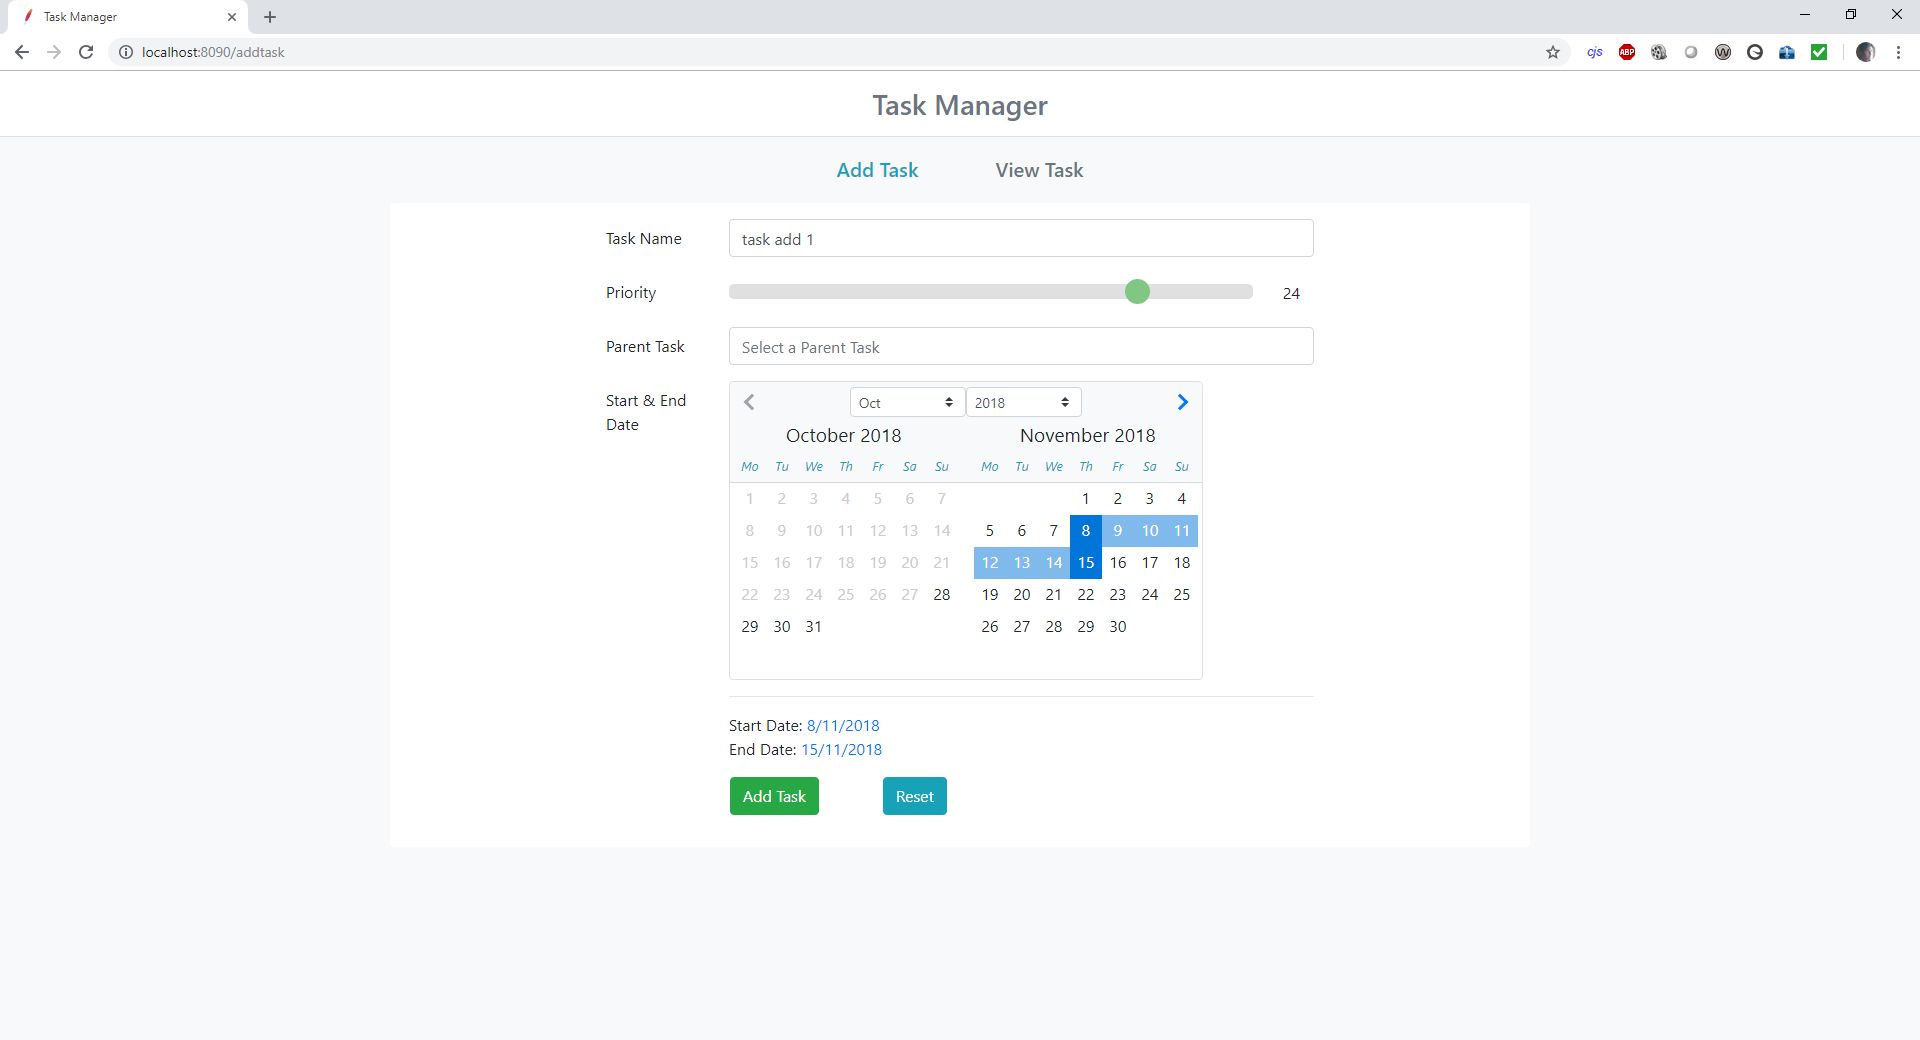 Task Manager
localhost:8090/addtask
cjs
ABP
Task Manager
Add Task View Task
Task Name task add 1
Priority 24
Parent Task Select a Parent Task
Start & End Date
Oct 2018
October 2018 November 2018
Mo Tu We Th Fr Sa Su Mo Tu We Th Fr Sa Su
1 2 3 4 5 6 7 1 2 3 4
8 9 10 11 12 13 14 5 6 7 8 9 10 11
15 16 17 18 19 20 21 12 13 14 15 16 17 18
22 23 24 25 26 27 28 19 20 21 22 23 24 25
29 30 31 26 27 28 29 30
Start Date: 8/11/2018
End Date: 15/11/2018
Add Task Reset